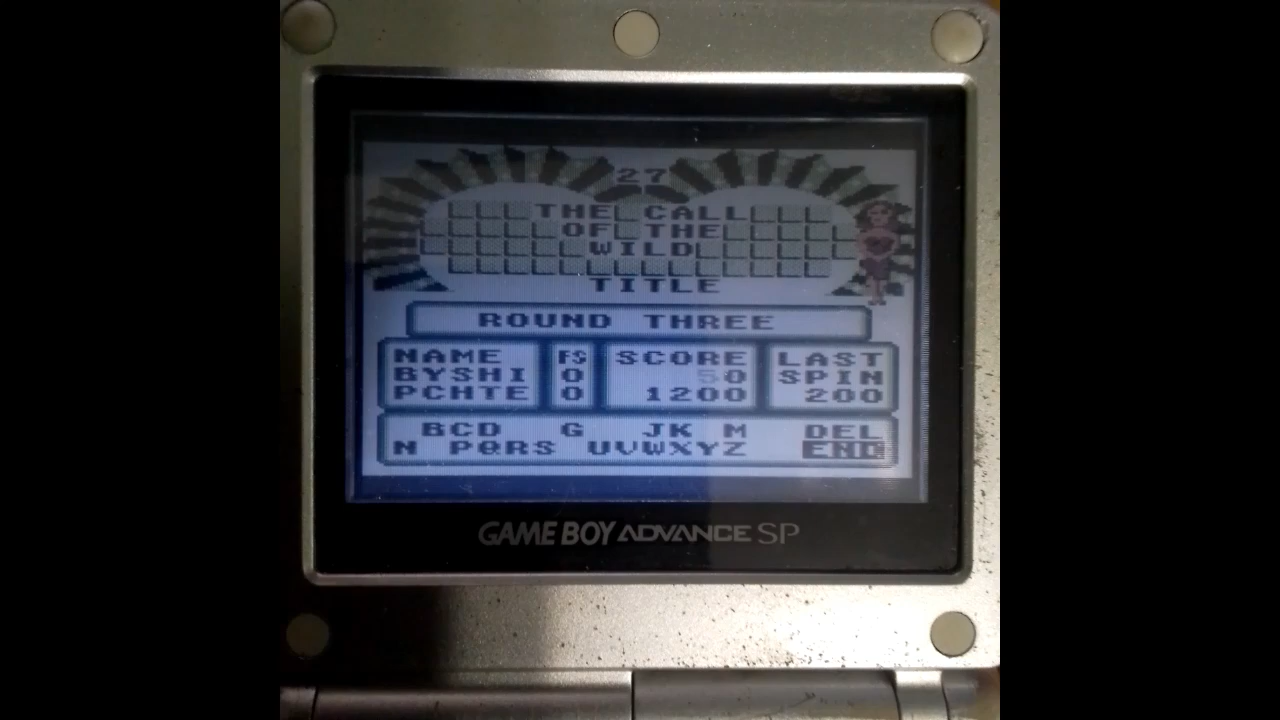 27
THE CALL
OF THE
WILD
TITLE
ROUND THREE
NAME FS SCORE LAST
BYSHI 0 50 SPIN
PCHTE 0 1200 200
BCD G JK M DEL
N PQRS UVWXYZ END
GAME BOY ADVANCE SP